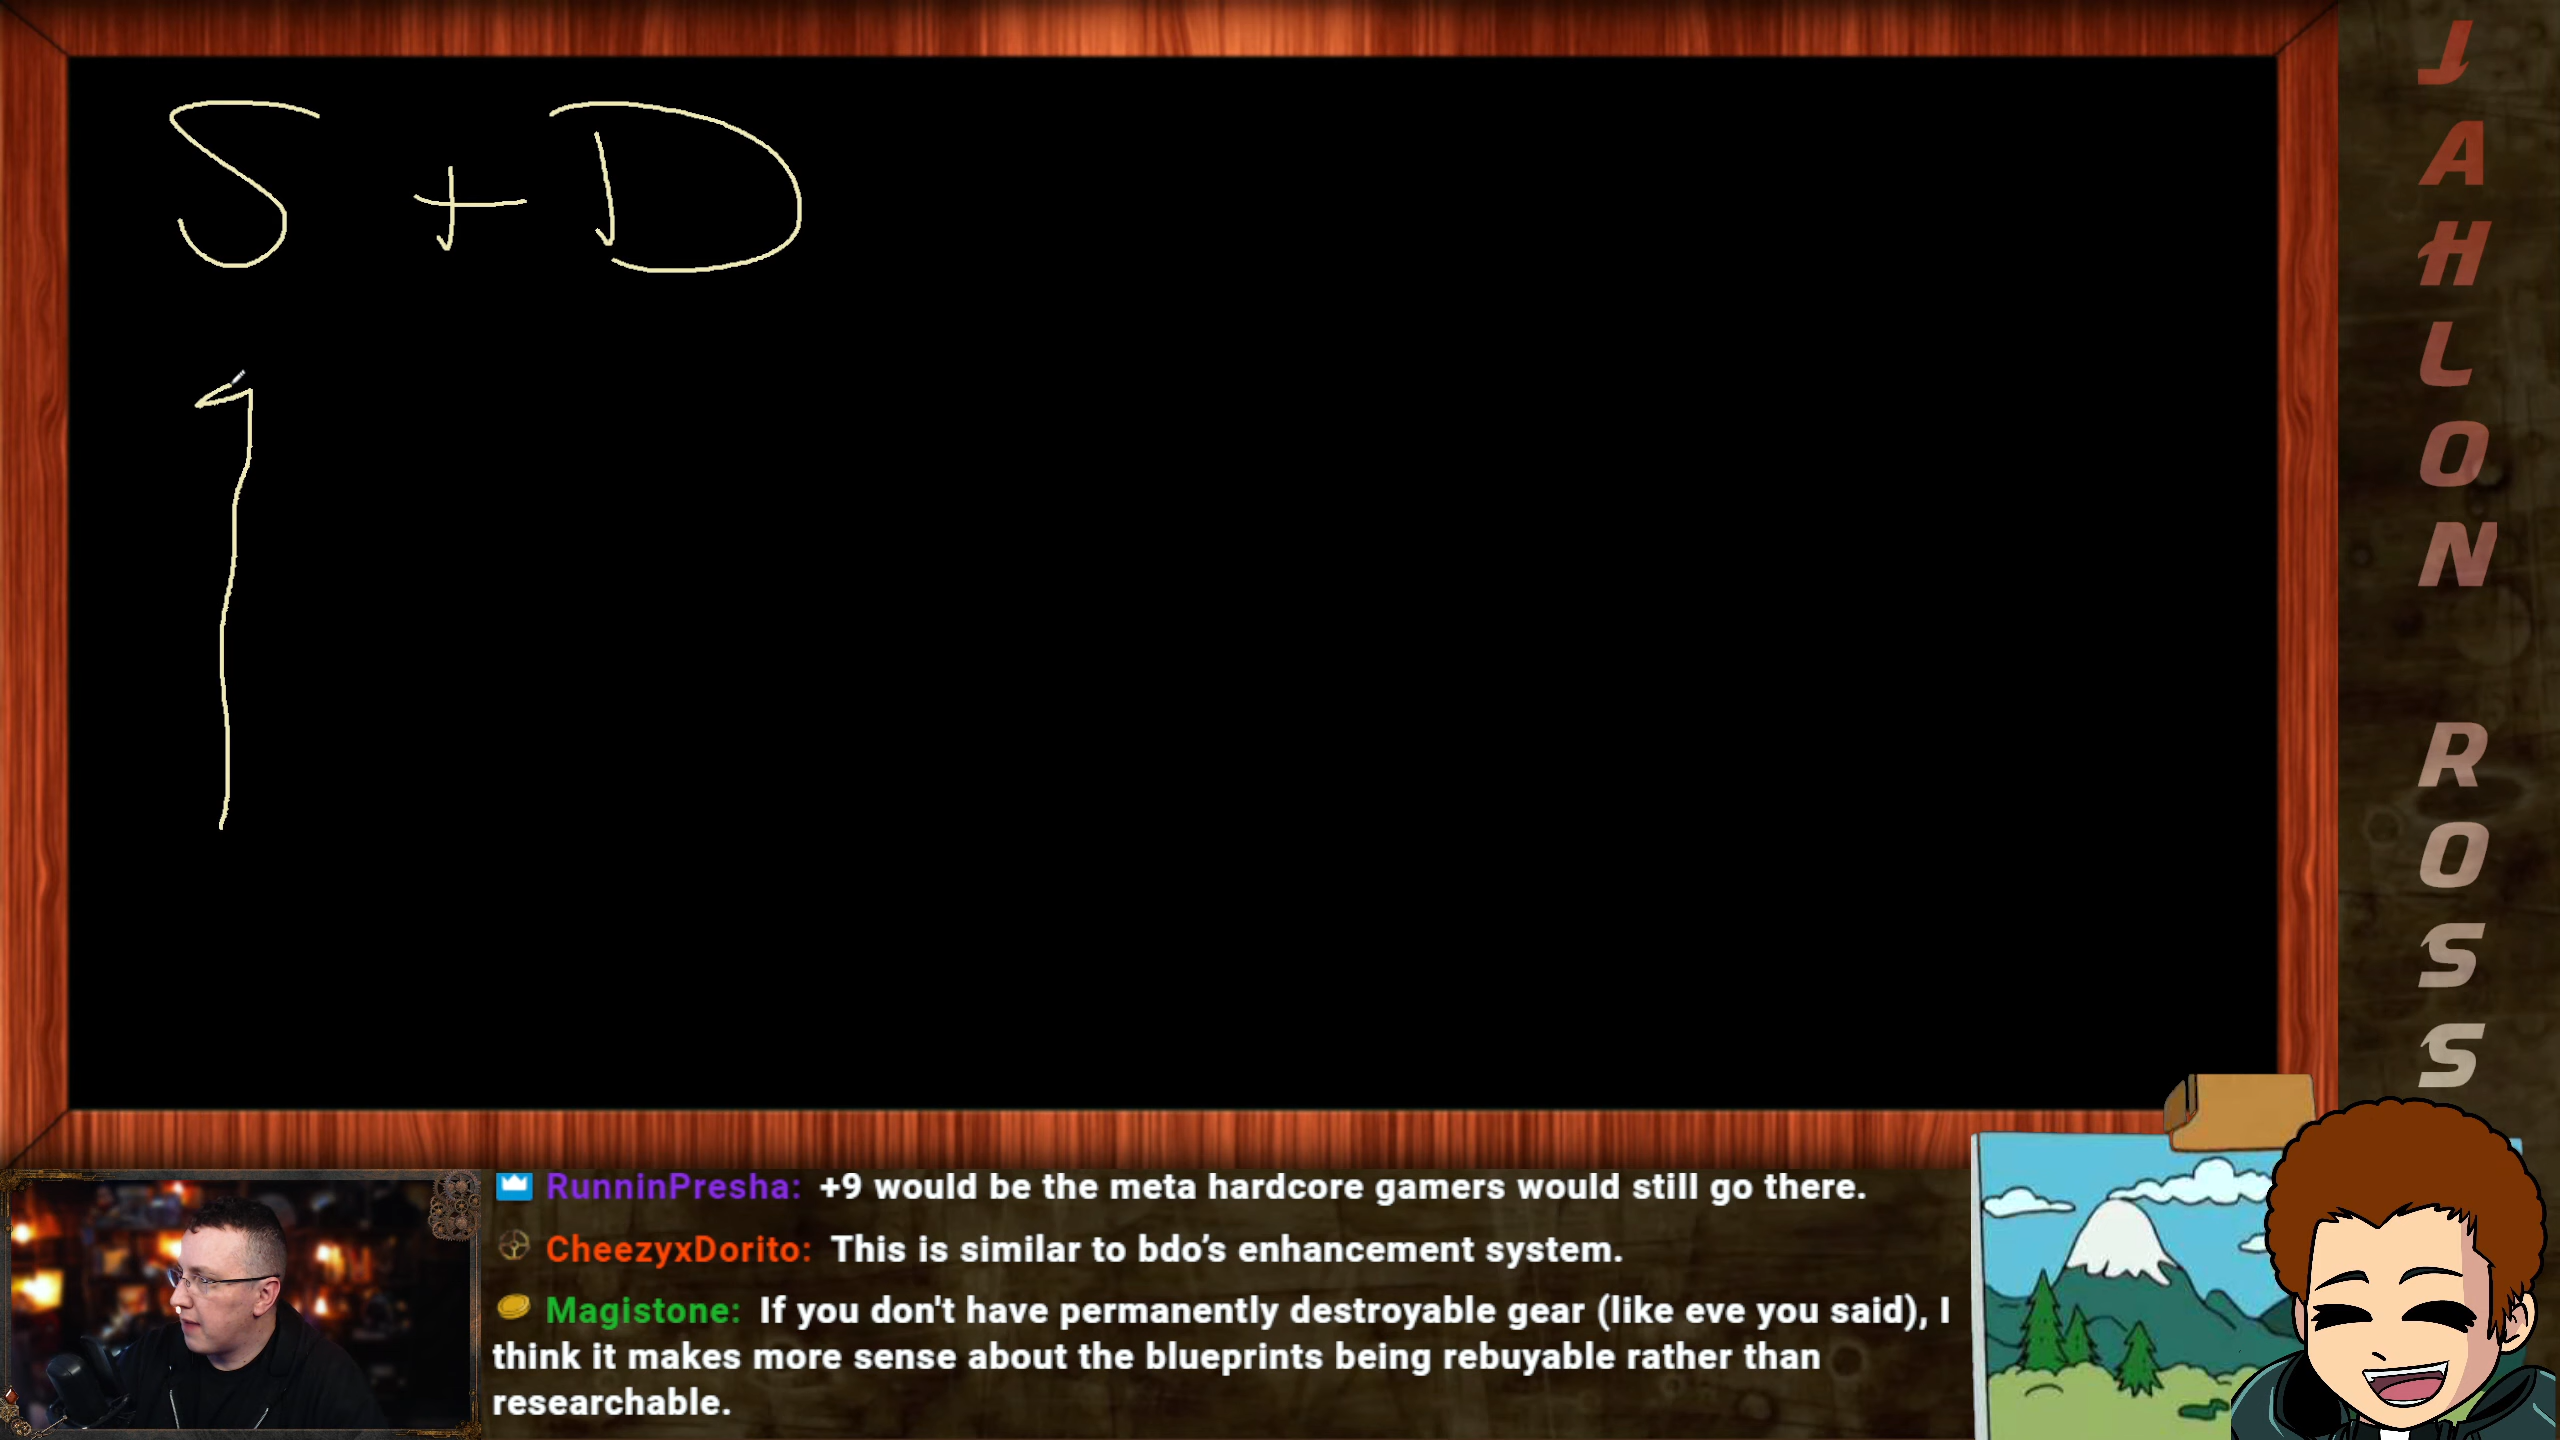 S + D
JAHLON ROSS
RunninPresha: +9 would be the meta hardcore gamers would still go there.
CheezyxDorito: This is similar to bdo’s enhancement system.
Magistone: If you don't have permanently destroyable gear (like eve you said), I
think it makes more sense about the blueprints being rebuyable rather than
researchable.